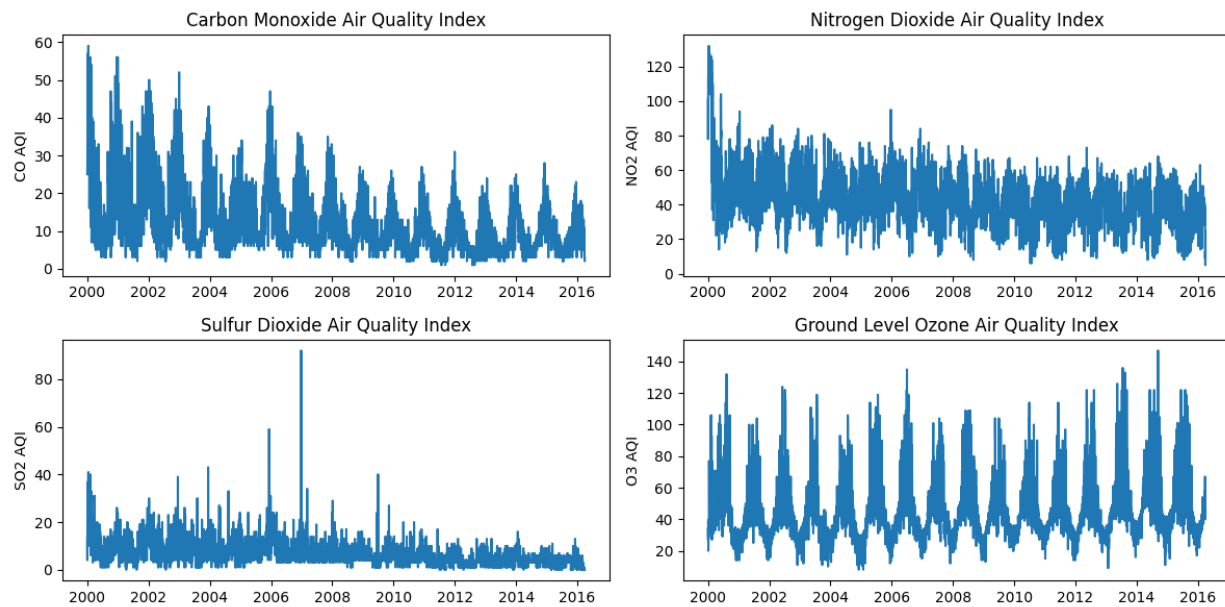 Carbon Monoxide Air Quality Index
60
50
40
30
20
10
0
CO AQI
2000 2002 2004 2006 2008 2010 2012 2014 2016
Nitrogen Dioxide Air Quality Index
120
100
80
60
40
20
0
NO2 AQI
2000 2002 2004 2006 2008 2010 2012 2014 2016
Sulfur Dioxide Air Quality Index
80
60
40
20
0
SO2 AQI
2000 2002 2004 2006 2008 2010 2012 2014 2016
Ground Level Ozone Air Quality Index
140
120
100
80
60
40
20
O3 AQI
2000 2002 2004 2006 2008 2010 2012 2014 2016